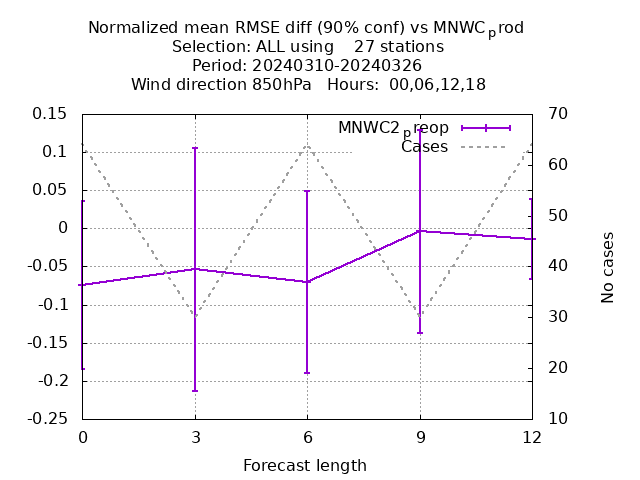 Normalized mean RMSE diff (90% conf) vs MNWCprod
Selection: ALL using    27 stations
Period: 20240310-20240326
Wind direction 850hPa   Hours:  00,06,12,18
MNWC2preop
Cases
0.15
0.1
0.05
0
-0.05
-0.1
-0.15
-0.2
-0.25
70
60
50
40
30
20
10
No cases
0 3 6 9 12
Forecast length